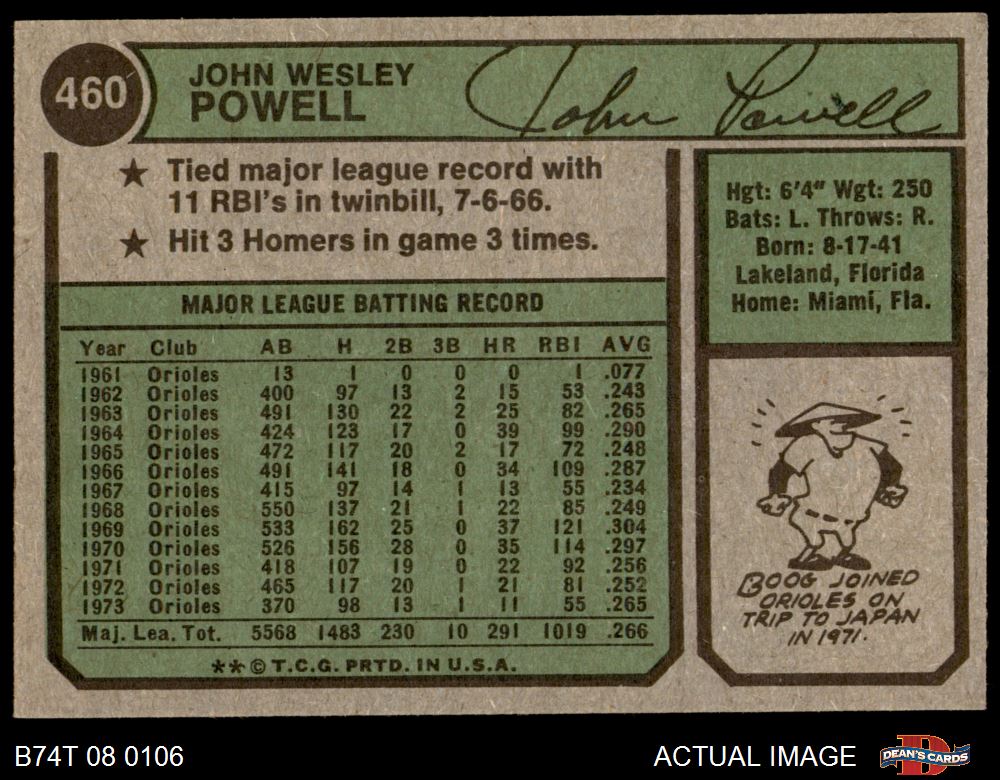 460
JOHN WESLEY
POWELL
John Powell
★ Tied major league record with
11 RBI's in twinbill, 7-6-66.
★ Hit 3 Homers in game 3 times.
MAJOR LEAGUE BATTING RECORD
Year Club AB H 2B 3B HR RBI AVG
1961 Orioles 13 1 0 0 0 1 .077
1962 Orioles 400 97 13 2 15 53 .243
1963 Orioles 491 130 22 2 25 82 .265
1964 Orioles 424 123 17 0 39 99 .290
1965 Orioles 472 117 20 2 17 72 .248
1966 Orioles 491 141 18 0 34 109 .287
1967 Orioles 415 97 14 1 13 55 .234
1968 Orioles 550 137 21 1 22 85 .249
1969 Orioles 533 162 25 0 37 121 .304
1970 Orioles 526 156 28 0 35 114 .297
1971 Orioles 418 107 19 0 22 92 .256
1972 Orioles 465 117 20 1 21 81 .252
1973 Orioles 370 98 13 1 11 55 .265
Maj. Lea. Tot. 5568 1483 230 10 291 1019 .266
**© T.C.G. PRTD. IN U.S.A.
Hgt: 6'4" Wgt: 250
Bats: L. Throws: R.
Born: 8-17-41
Lakeland, Florida
Home: Miami, Fla.
BOOG JOINED
ORIOLES ON
TRIP TO JAPAN
IN 1971.
B74T 08 0106
ACTUAL IMAGE
DEAN'S CARDS